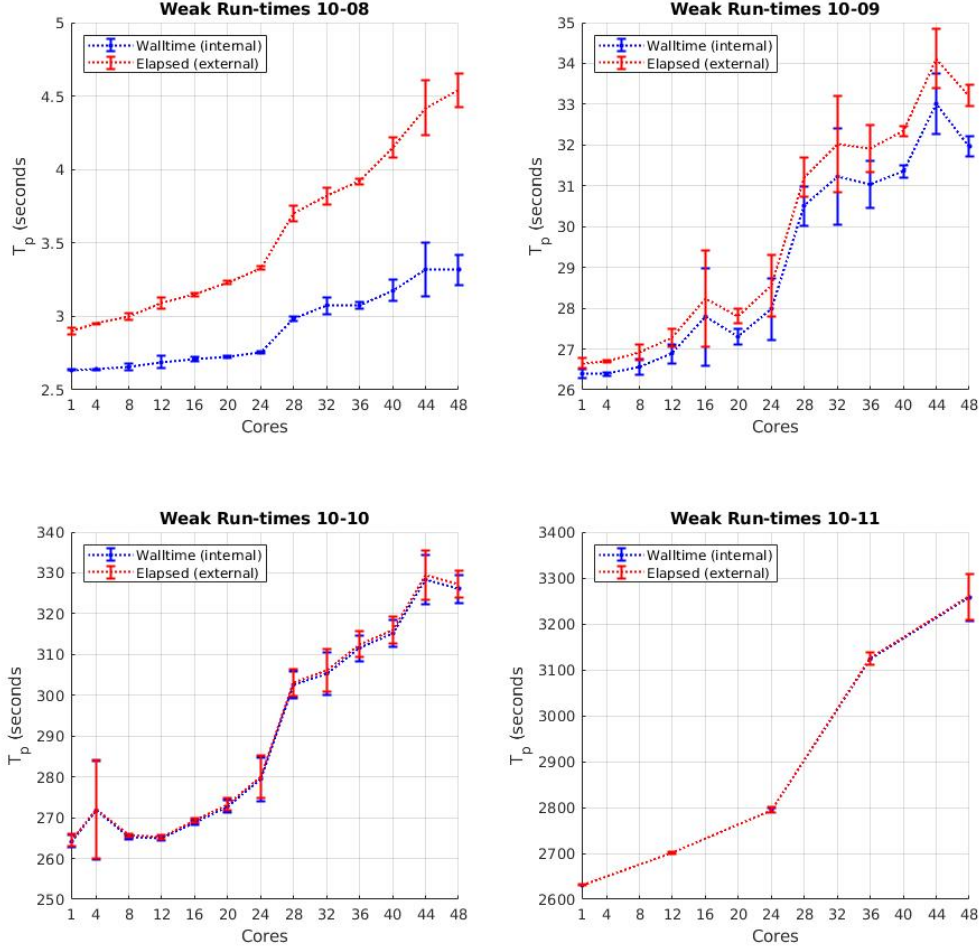 Weak Run-times 10-08
5
4.5
4
3.5
3
2.5
T_p (seconds
Walltime (internal)
Elapsed (external)
1 4 8 12 16 20 24 28 32 36 40 44 48
Cores
Weak Run-times 10-09
35
34
33
32
31
30
29
28
27
26
T_p (seconds
Walltime (internal)
Elapsed (external)
1 4 8 12 16 20 24 28 32 36 40 44 48
Cores
Weak Run-times 10-10
340
330
320
310
300
290
280
270
260
250
T_p (seconds
Walltime (internal)
Elapsed (external)
1 4 8 12 16 20 24 28 32 36 40 44 48
Cores
Weak Run-times 10-11
3400
3300
3200
3100
3000
2900
2800
2700
2600
T_p (seconds
Walltime (internal)
Elapsed (external)
1 4 8 12 16 20 24 28 32 36 40 44 48
Cores